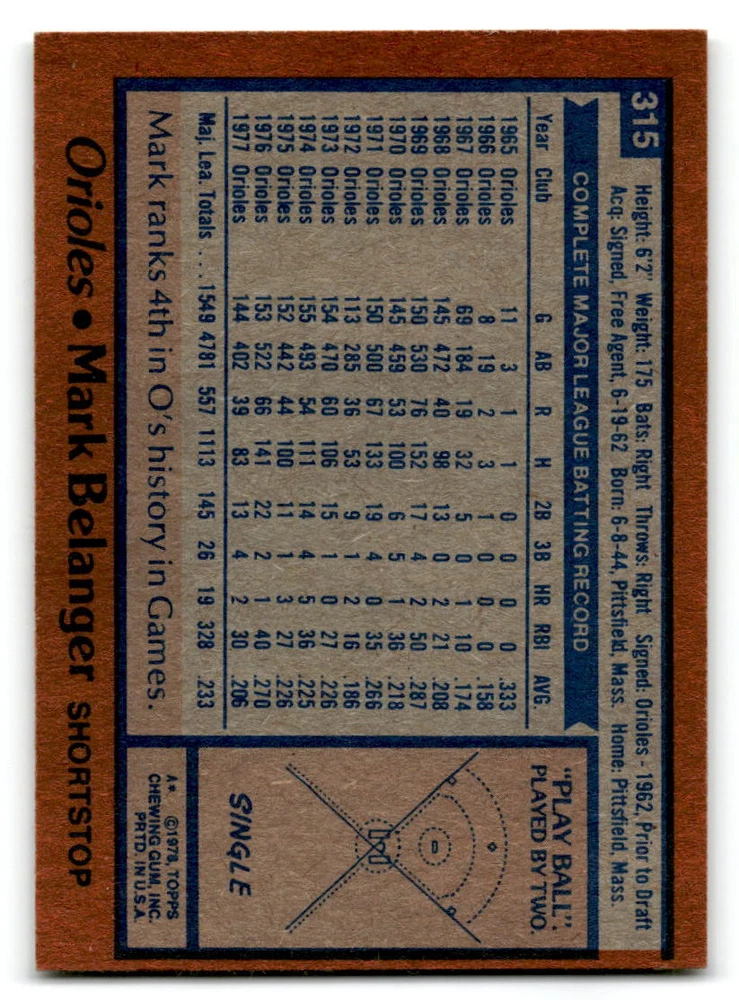 315
Height: 6'2" Weight: 175 Bats: Right Throws: Right Signed: Orioles - 1962, Prior to Draft
Acq: Signed, Free Agent, 6-19-62 Born: 6-8-44, Pittsfield, Mass. Home: Pittsfield, Mass.
COMPLETE MAJOR LEAGUE BATTING RECORD
Year Club G AB R H 2B 3B HR RBI AVG.
1965 Orioles 11 3 1 1 0 0 0 0 .333
1966 Orioles 8 19 2 3 1 0 0 0 .158
1967 Orioles 69 184 19 32 5 0 1 10 .174
1968 Orioles 145 472 40 98 13 0 2 21 .208
1969 Orioles 150 530 76 152 17 4 2 50 .287
1970 Orioles 145 459 53 100 6 5 1 36 .218
1971 Orioles 150 500 67 133 19 4 0 35 .266
1972 Orioles 113 285 36 53 9 1 2 16 .186
1973 Orioles 154 470 60 106 15 1 0 27 .226
1974 Orioles 155 493 54 111 14 4 5 36 .225
1975 Orioles 152 442 44 100 11 1 3 27 .226
1976 Orioles 153 522 66 141 22 2 1 40 .270
1977 Orioles 144 402 39 83 13 4 2 30 .206
Maj. Lea. Totals . . . 1549 4781 557 1113 145 26 19 328 .233
Mark ranks 4th in O's history in Games.
"PLAY BALL".
PLAYED BY TWO.
SINGLE
A* ©1978, TOPPS
CHEWING GUM, INC.
PRTD. IN U.S.A.
Orioles • Mark Belanger SHORTSTOP